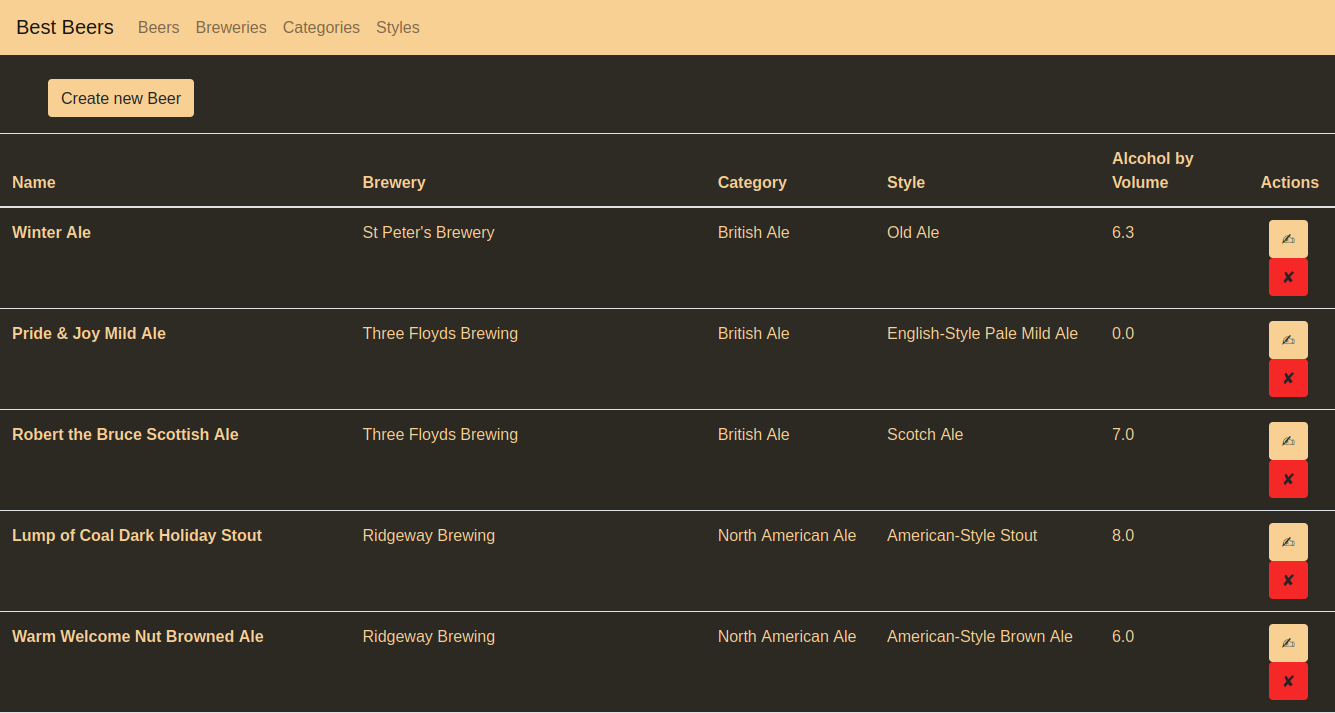 Best Beers Beers Breweries Categories Styles
Create new Beer
Name Brewery Category Style Alcohol by Volume Actions
Winter Ale St Peter's Brewery British Ale Old Ale 6.3 ✍
✘
Pride & Joy Mild Ale Three Floyds Brewing British Ale English-Style Pale Mild Ale 0.0 ✍
✘
Robert the Bruce Scottish Ale Three Floyds Brewing British Ale Scotch Ale 7.0 ✍
✘
Lump of Coal Dark Holiday Stout Ridgeway Brewing North American Ale American-Style Stout 8.0 ✍
✘
Warm Welcome Nut Browned Ale Ridgeway Brewing North American Ale American-Style Brown Ale 6.0 ✍
✘